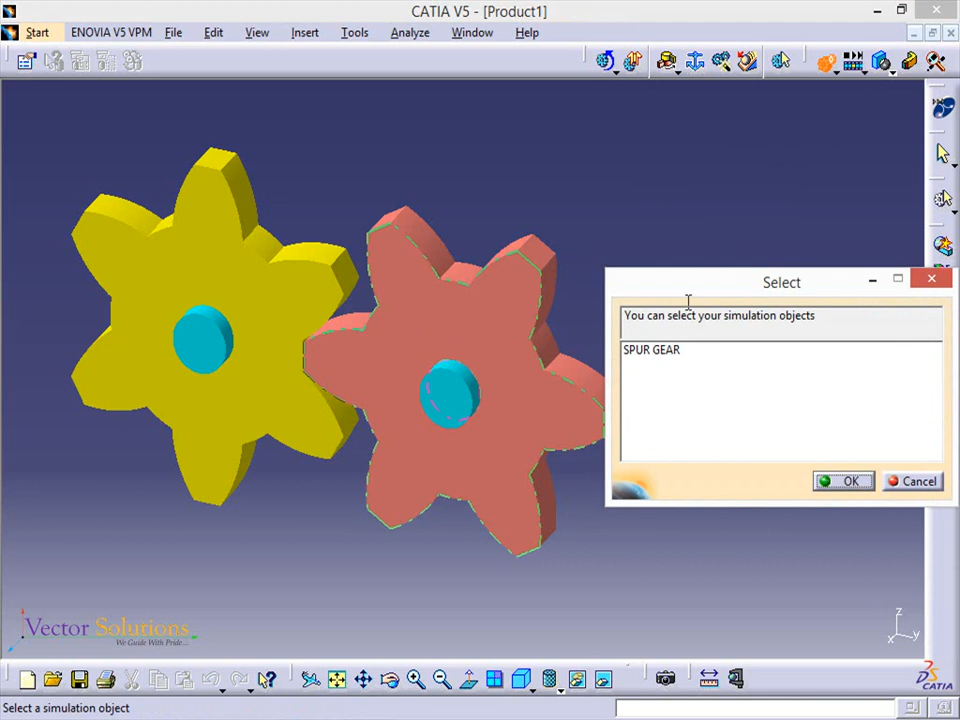 CATIA V5 - [Product1]
Start ENOVIA V5 VPM File Edit View Insert Tools Analyze Window Help
Select
You can select your simulation objects
SPUR GEAR
OK Cancel
Vector Solutions
We Guide With Pride...
z
x y
DS
CATIA
Select a simulation object